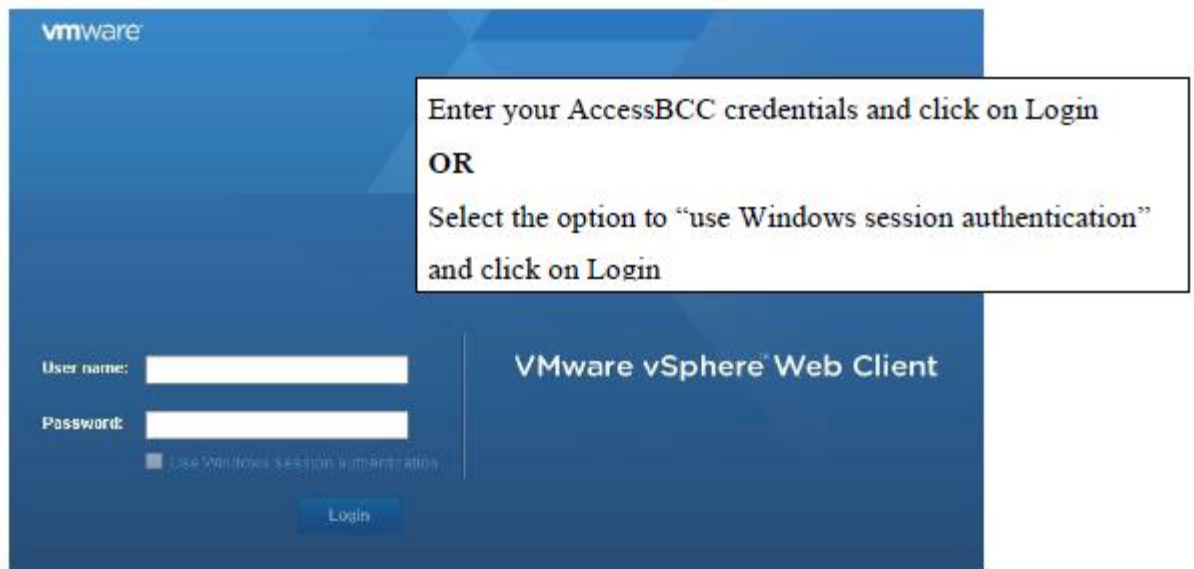 vmware
Enter your AccessBCC credentials and click on Login
OR
Select the option to “use Windows session authentication”
and click on Login
User name:
VMware vSphere™ Web Client
Password:
Use Windows session authentication
Login